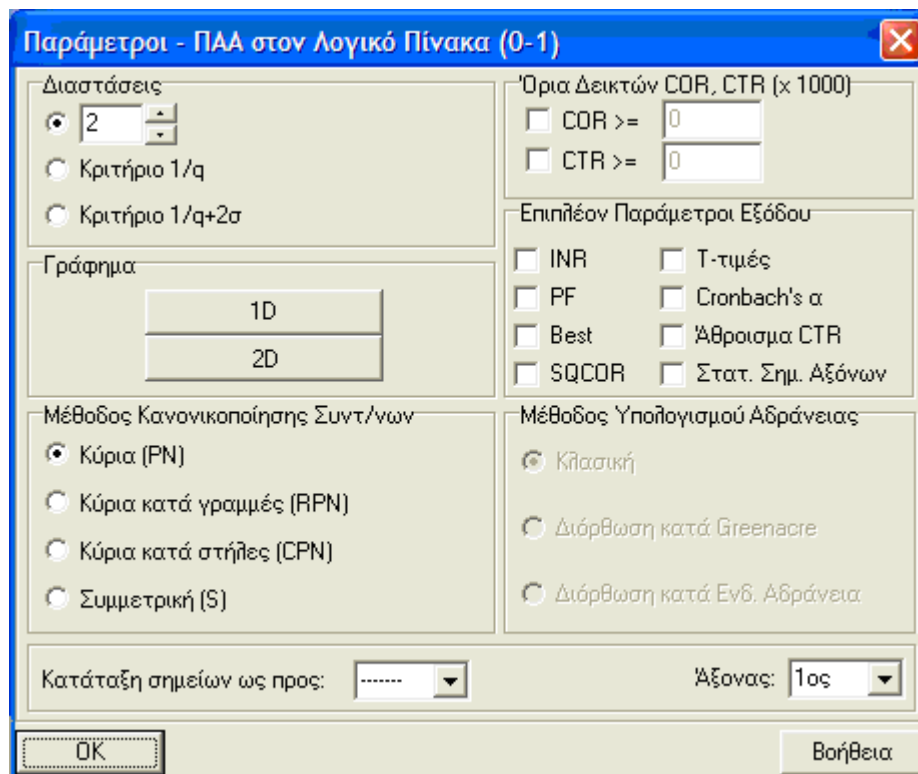 Παράμετροι - ΠΑΑ στον Λογικό Πίνακα (0-1)
Διαστάσεις
2
Κριτήριο 1/q
Κριτήριο 1/q+2σ
Όρια Δεικτών COR, CTR (x 1000)
COR >= 0
CTR >= 0
Γράφημα
1D
2D
Επιπλέον Παράμετροι Εξόδου
INR
T-τιμές
PF
Cronbach's α
Best
Άθροισμα CTR
SQCOR
Στατ. Σημ. Αξόνων
Μέθοδος Κανονικοποίησης Συντ/νων
Κύρια (PN)
Κύρια κατά γραμμές (RPN)
Κύρια κατά στήλες (CPN)
Συμμετρική (S)
Μέθοδος Υπολογισμού Αδράνειας
Κλασική
Διόρθωση κατά Greenacre
Διόρθωση κατά Ενδ. Αδράνεια
Κατάταξη σημείων ως προς: -------
Άξονας: 1ος
OK
Βοήθεια